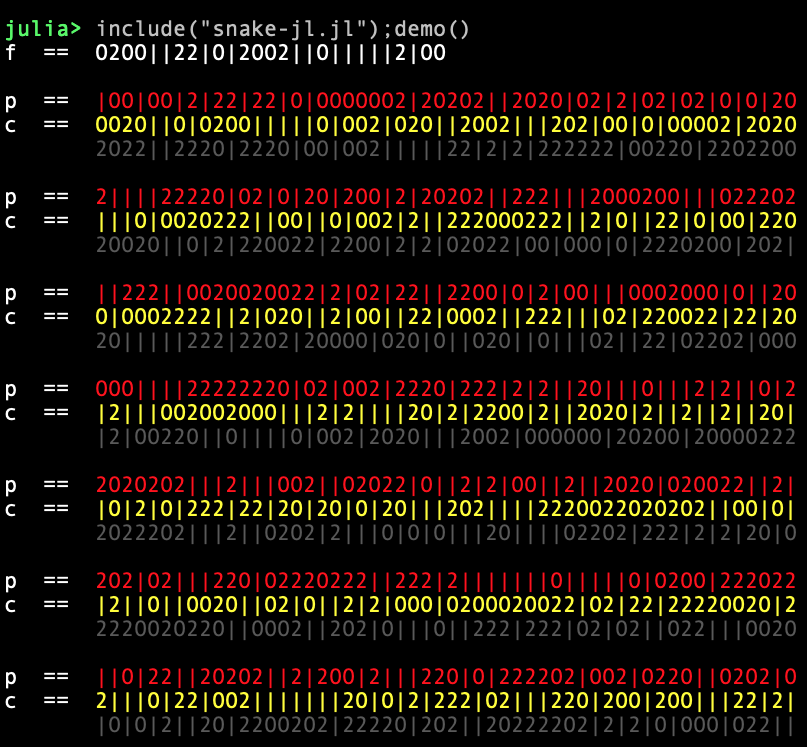 julia> include("snake-jl.jl");demo()
f == 0200||22|0|2002||0|||||2|00
p == |00|00|2|22|22|0|0000002|20202||2020|02|2|02|02|0|0|20
c == 0020||0|0200|||||0|002|020||2002|||202|00|0|00002|2020
2022||2220|2220|00|002|||||22|2|2|222222|00220|2202200
p == 2||||22220|02|0|20|200|2|20202||222|||2000200|||022202
c == |||0|0020222||00||0|002|2||222000222||2|0||22|0|00|220
20020||0|2|220022|2200|2|2|02022|00|000|0|2220200|202|
p == ||222||0020020022|2|02|22||2200|0|2|00|||0002000|0||20
c == 0|0002222||2|020||2|00||22|0002||222|||02|220022|22|20
20|||||222|2202|20000|020|0||020||0|||02||22|02202|000
p == 000||||22222220|02|002|2220|222|2|2||20|||0|||2|2||0|2
c == |2|||002002000|||2|2||||20|2|2200|2||2020|2||2||2||20|
|2|00220||0||||0|002|2020|||2002|000000|20200|20000222
p == 2020202|||2|||002||02022|0||2|2|00||2||2020|020022||2|
c == |0|2|0|222|22|20|20|0|20|||202||||2220022020202||00|0|
2022202|||2||0202|2|||0|0|0|||20||||02202|222|2|2|20|0
p == 202|02|||220|02220222||222|2|||||||0|||||0|0200|222022
c == |2||0||0020||02|0||2|2|000|0200020022|02|22|22220020|2
2220020220||0002||202|0|||0||222|222|02|02||022|||0020
p == ||0|22||20202||2|200|2|||220|0|222202|002|0220||0202|0
c == 2|||0|22|002|||||||20|0|2|222|02|||220|200|200|||22|2|
|0|0|2||20|2200202|22220|202||20222202|2|2|0|000|022||